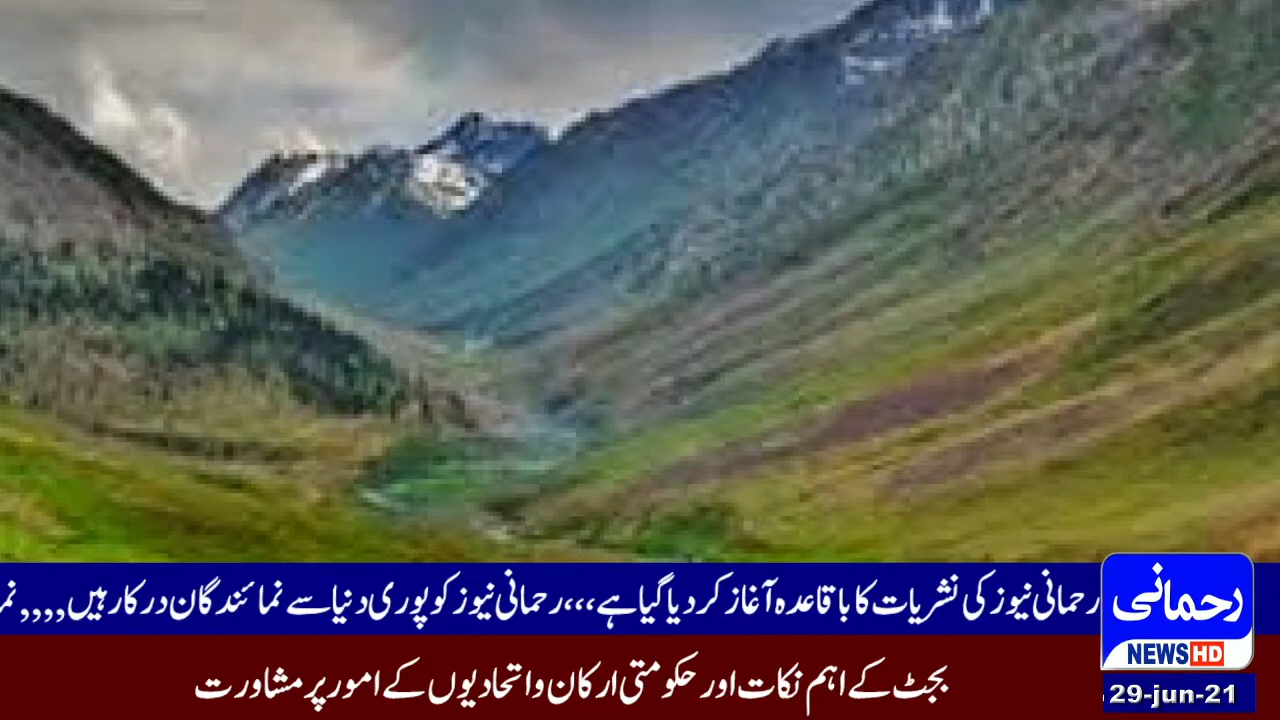 رحمانی نیوز کی نشریات کا باقاعدہ آغاز کر دیا گیا ہے،،،رحمانی نیوز کو پوری دنیا سے نمائندگان درکار ہیں,,,,
رحمانی
NEWS HD
بجٹ کے اہم نکات اور حکومتی ارکان و اتحادیوں کے امور پر مشاورت
29-jun-21